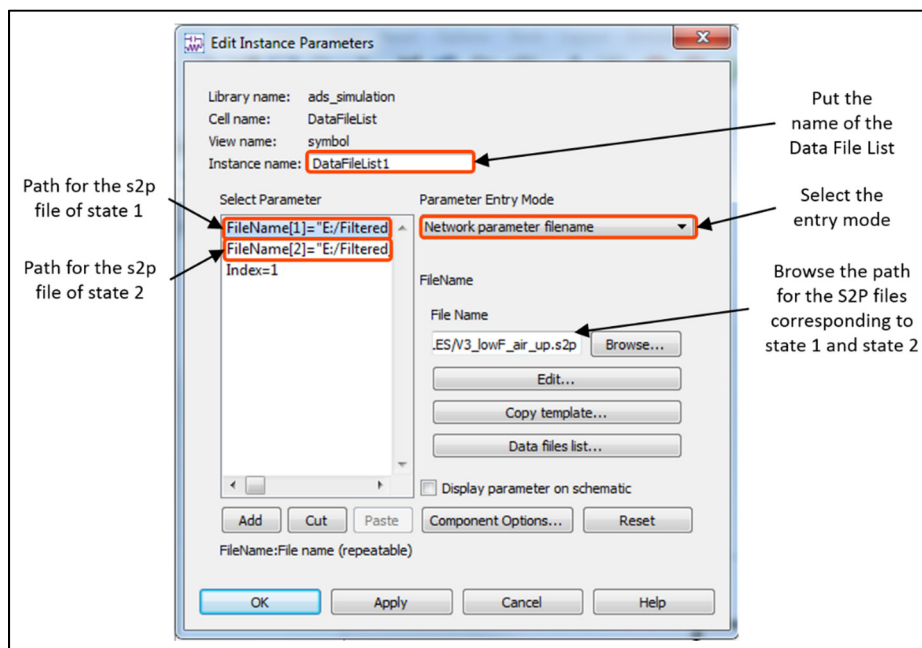 Edit Instance Parameters
Library name: ads_simulation
Cell name: DataFileList
View name: symbol
Instance name: DataFileList1
Put the
name of the
Data File List
Path for the s2p
file of state 1
Path for the s2p
file of state 2
Select Parameter
FileName[1]="E:/Filtered
FileName[2]="E:/Filtered
Index=1
Parameter Entry Mode
Network parameter filename
Select the
entry mode
FileName
File Name
.ES/V3_lowF_air_up.s2p Browse...
Browse the path
for the S2P files
corresponding to
state 1 and state 2
Edit...
Copy template...
Data files list...
Display parameter on schematic
Add Cut Paste Component Options... Reset
FileName:File name (repeatable)
OK Apply Cancel Help